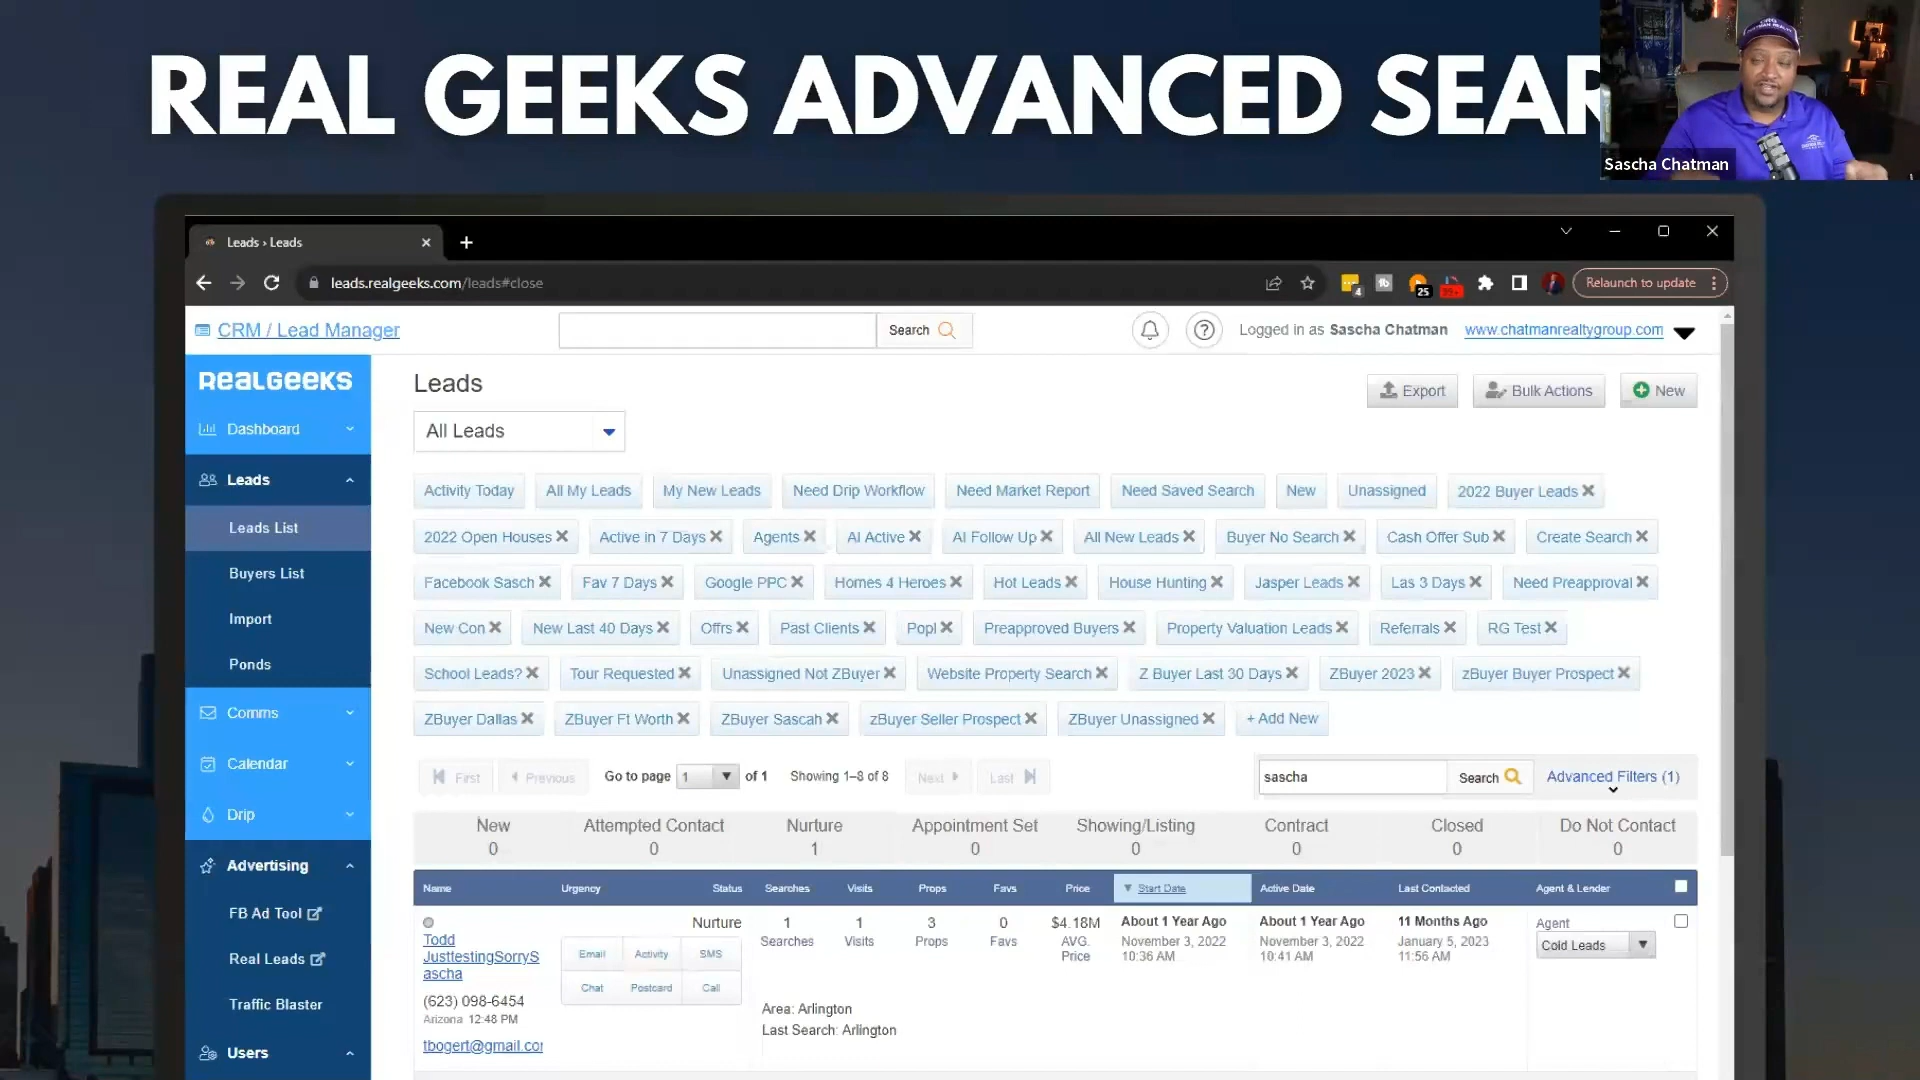 REAL GEEKS ADVANCED SEAR
Sascha Chatman
Leads › Leads
leads.realgeeks.com/leads#close
4
25
99+
Relaunch to update
CRM / Lead Manager
Search
Logged in as Sascha Chatman
www.chatmanrealtygroup.com
REALGEEKS
Dashboard
Leads
Leads List
Buyers List
Import
Ponds
Comms
Calendar
Drip
Advertising
FB Ad Tool
Real Leads
Traffic Blaster
Users
Leads
Export
Bulk Actions
New
All Leads
Activity Today All My Leads My New Leads Need Drip Workflow Need Market Report Need Saved Search New Unassigned 2022 Buyer Leads
2022 Open Houses Active in 7 Days Agents AI Active AI Follow Up All New Leads Buyer No Search Cash Offer Sub Create Search
Facebook Sasch Fav 7 Days Google PPC Homes 4 Heroes Hot Leads House Hunting Jasper Leads Las 3 Days Need Preapproval
New Con New Last 40 Days Offrs Past Clients Popl Preapproved Buyers Property Valuation Leads Referrals RG Test
School Leads? Tour Requested Unassigned Not ZBuyer Website Property Search Z Buyer Last 30 Days ZBuyer 2023 zBuyer Buyer Prospect
ZBuyer Dallas ZBuyer Ft Worth ZBuyer Sascah zBuyer Seller Prospect ZBuyer Unassigned + Add New
First Previous Go to page 1 of 1 Showing 1–8 of 8 Next Last sascha Search Advanced Filters (1)
New Attempted Contact Nurture Appointment Set Showing/Listing Contract Closed Do Not Contact
0 0 1 0 0 0 0 0
Name Urgency Status Searches Visits Props Favs Price Start Date Active Date Last Contacted Agent & Lender
Todd
JusttestingSorryS
ascha
(623) 098-6454
Arizona 12:48 PM
tbogert@gmail.co
Nurture
Email Activity SMS
Chat Postcard Call
1 1 3 0 $4.18M
Searches Visits Props Favs AVG.
Price
Area: Arlington
Last Search: Arlington
About 1 Year Ago
November 3, 2022
10:36 AM
About 1 Year Ago
November 3, 2022
10:41 AM
11 Months Ago
January 5, 2023
11:56 AM
Agent
Cold Leads